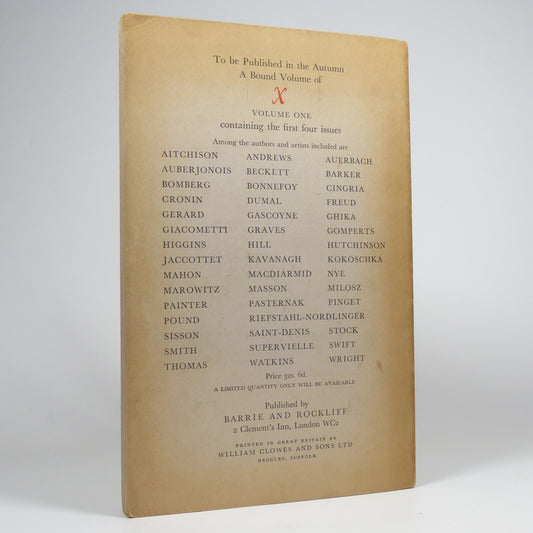 To be Published in the Autumn
A Bound Volume of
X
VOLUME ONE
containing the first four issues
Among the authors and artists included are
AITCHISON ANDREWS AUERBACH
AUBERJONOIS BECKETT BARKER
BOMBERG BONNEFOY CINGRIA
CRONIN DUMAL FREUD
GERARD GASCOYNE GHIKA
GIACOMETTI GRAVES GOMPERTS
HIGGINS HILL HUTCHINSON
JACCOTTET KAVANAGH KOKOSCHKA
MAHON MACDIARMID NYE
MAROWITZ MASSON MILOSZ
PAINTER PASTERNAK PINGET
POUND RIEFSTAHL-NORDLINGER
SISSON SAINT-DENIS STOCK
SMITH SUPERVIELLE SWIFT
THOMAS WATKINS WRIGHT
Price 32s. 6d.
A LIMITED QUANTITY ONLY WILL BE AVAILABLE
Published by
BARRIE AND ROCKLIFF
2 Clement's Inn, London WC2
PRINTED IN GREAT BRITAIN BY
WILLIAM CLOWES AND SONS LTD
BECCLES, SUFFOLK